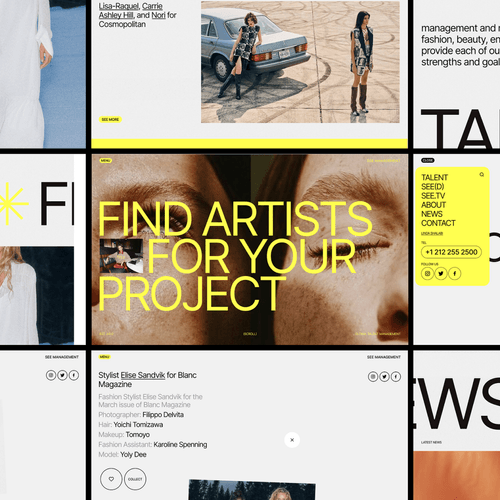 Lisa-Raquel, Carrie
Ashley Hill, and Nori for
Cosmopolitan
SEE MORE
management and
fashion, beauty, en
provide each of ou
strengths and goal
TA
FI
MENU
FIND ARTISTS
FOR YOUR
PROJECT
CLOSE
TALENT
SEE(D)
SEE.TV
ABOUT
NEWS
CONTACT
TEL
+1 212 255 2500
FOLLOW US
SEE MANAGEMENT
MENU
SEE MANAGEMENT
Stylist Elise Sandvik for Blanc
Magazine
Fashion Stylist Elise Sandvik for the
March issue of Blanc Magazine
Photographer: Filippo Delvita
Hair: Yoichi Tomizawa
Makeup: Tomoyo
Fashion Assistant: Karoline Spenning
Model: Yoly Dee
COLLECT
EWS
LATEST NEWS